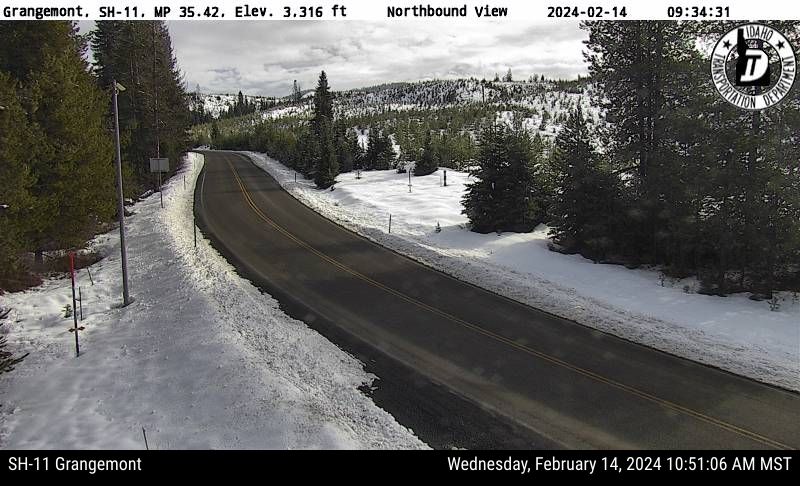 Grangemont, SH-11, MP 35.42, Elev. 3,316 ft Northbound View 2024-02-14 09:34:31
IDAHO
TRANSPORTATION DEPARTMENT
SH-11 Grangemont Wednesday, February 14, 2024 10:51:06 AM MST